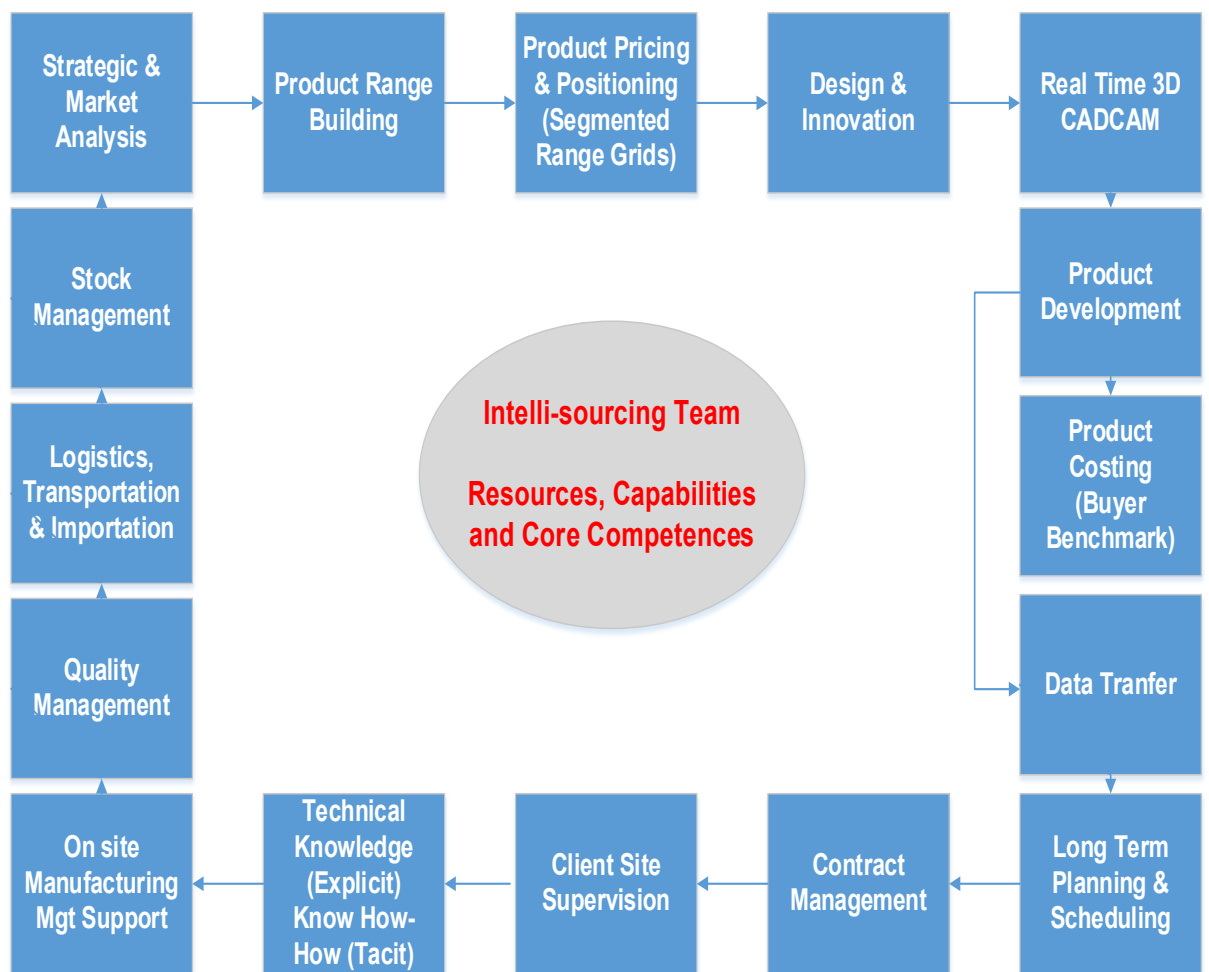 Strategic &
Market
Analysis
Product Range
Building
Product Pricing
& Positioning
(Segmented
Range Grids)
Design &
Innovation
Real Time 3D
CADCAM
Product
Development
Product
Costing
(Buyer
Benchmark)
Data Tranfer
Long Term
Planning &
Scheduling
Contract
Management
Client Site
Supervision
Technical
Knowledge
(Explicit)
Know How-
How (Tacit)
On site
Manufacturing
Mgt Support
Quality
Management
Logistics,
Transportation
& Importation
Stock
Management
Intelli-sourcing Team
Resources, Capabilities
and Core Competences